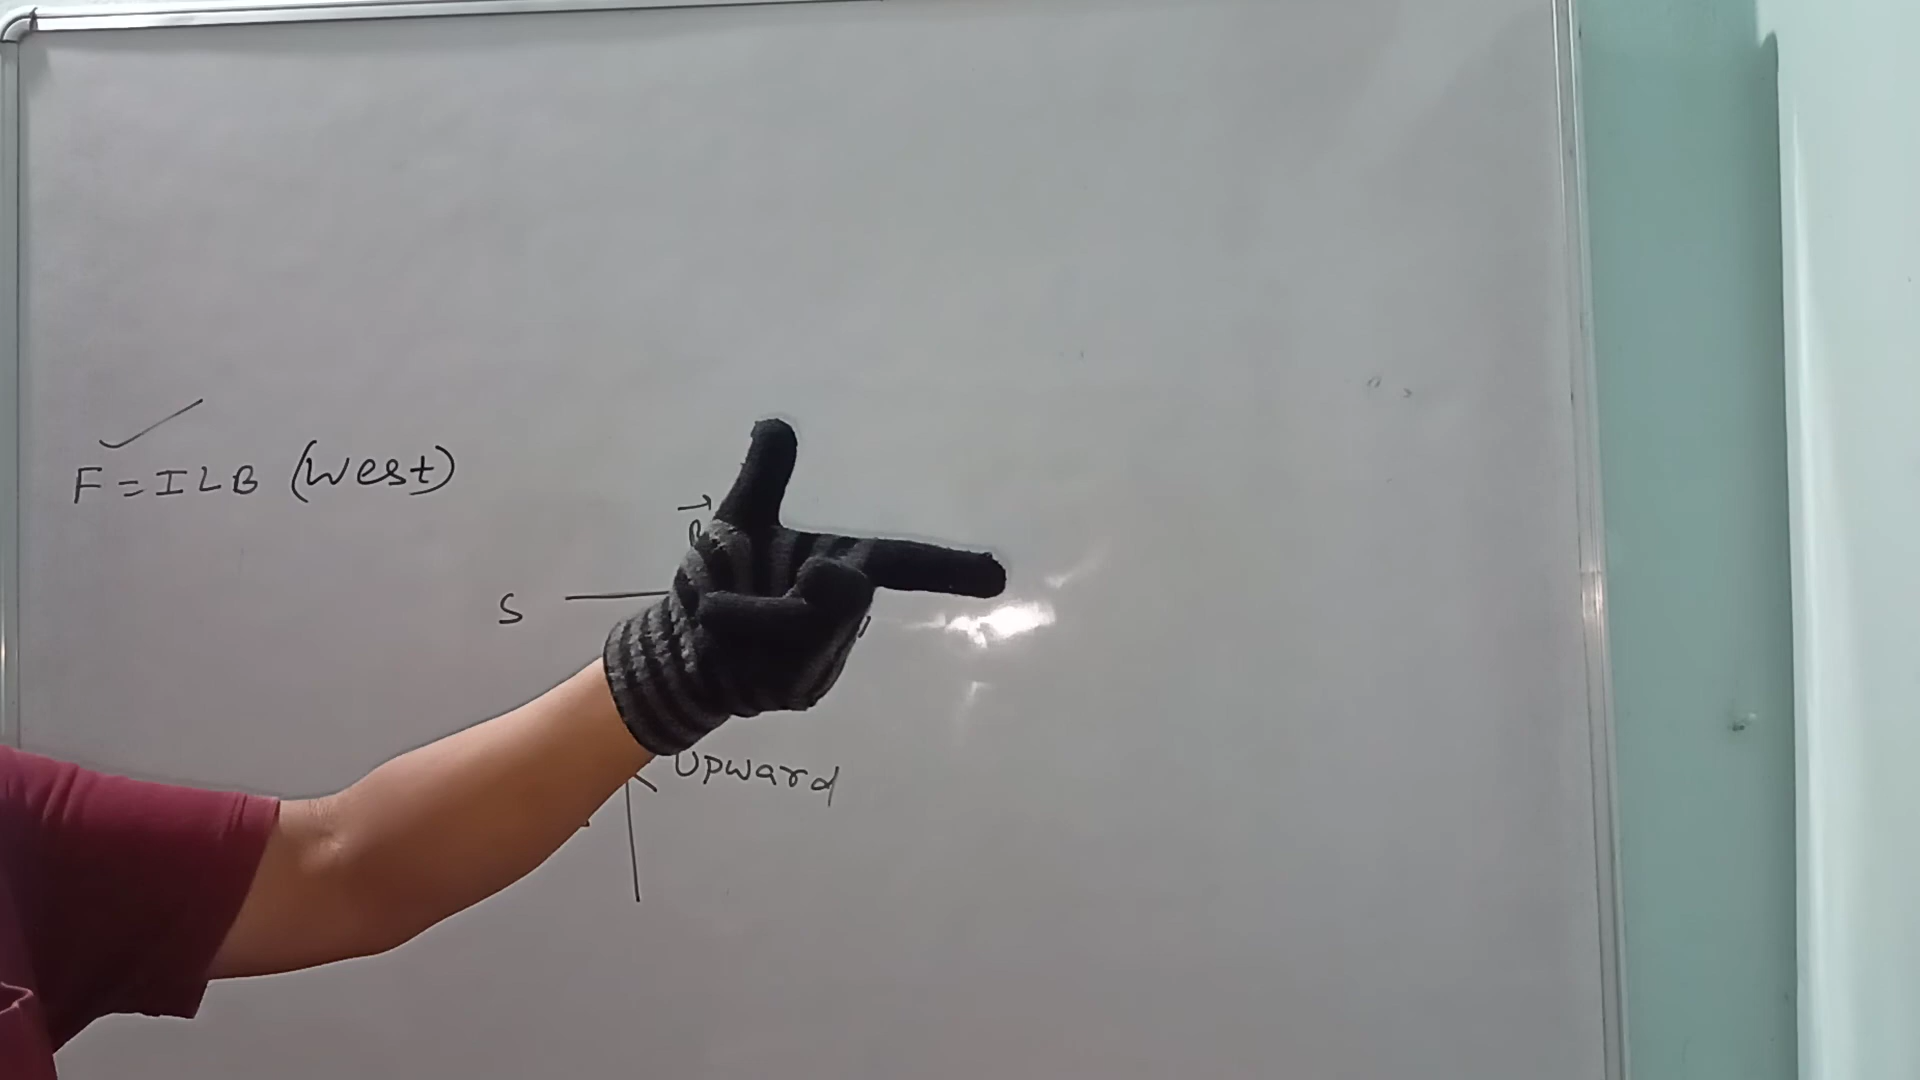 F = ILB (West)
S
Upward